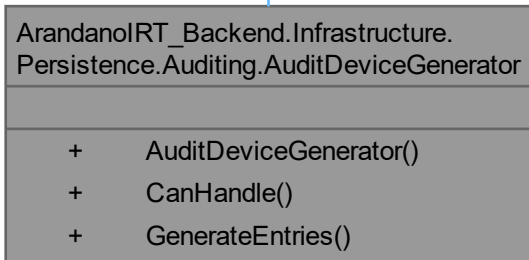 ArandanoIRT_Backend.Infrastructure.
Persistence.Auditing.AuditDeviceGenerator
+ AuditDeviceGenerator()
+ CanHandle()
+ GenerateEntries()